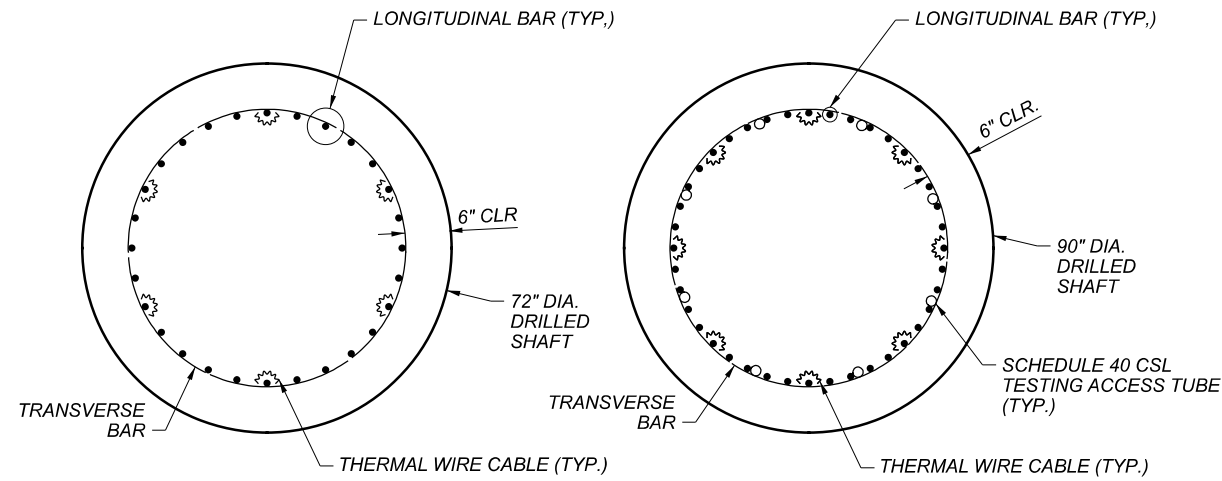 LONGITUDINAL BAR (TYP,)
6" CLR
72" DIA.
DRILLED
SHAFT
TRANSVERSE
BAR
THERMAL WIRE CABLE (TYP.)
LONGITUDINAL BAR (TYP,)
6" CLR.
90" DIA.
DRILLED
SHAFT
SCHEDULE 40 CSL
TESTING ACCESS TUBE
(TYP.)
TRANSVERSE
BAR
THERMAL WIRE CABLE (TYP.)